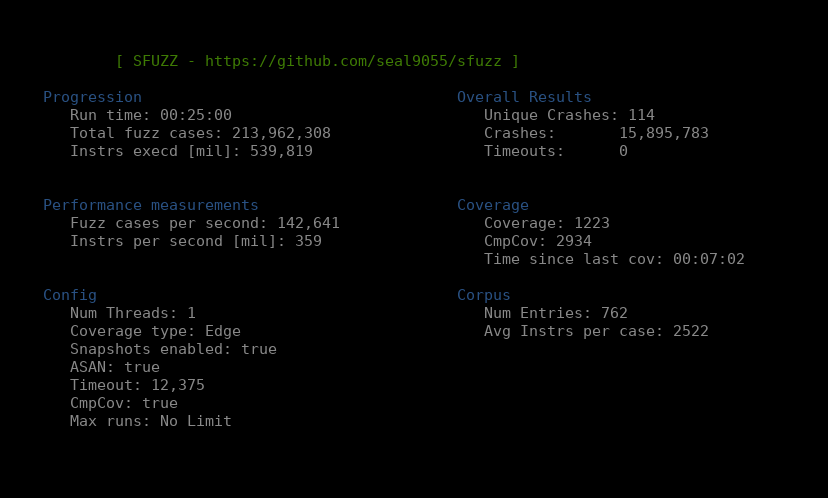 [ SFUZZ - https://github.com/seal9055/sfuzz ]
Progression
Run time: 00:25:00
Total fuzz cases: 213,962,308
Instrs execd [mil]: 539,819
Overall Results
Unique Crashes: 114
Crashes: 15,895,783
Timeouts: 0
Performance measurements
Fuzz cases per second: 142,641
Instrs per second [mil]: 359
Coverage
Coverage: 1223
CmpCov: 2934
Time since last cov: 00:07:02
Config
Num Threads: 1
Coverage type: Edge
Snapshots enabled: true
ASAN: true
Timeout: 12,375
CmpCov: true
Max runs: No Limit
Corpus
Num Entries: 762
Avg Instrs per case: 2522